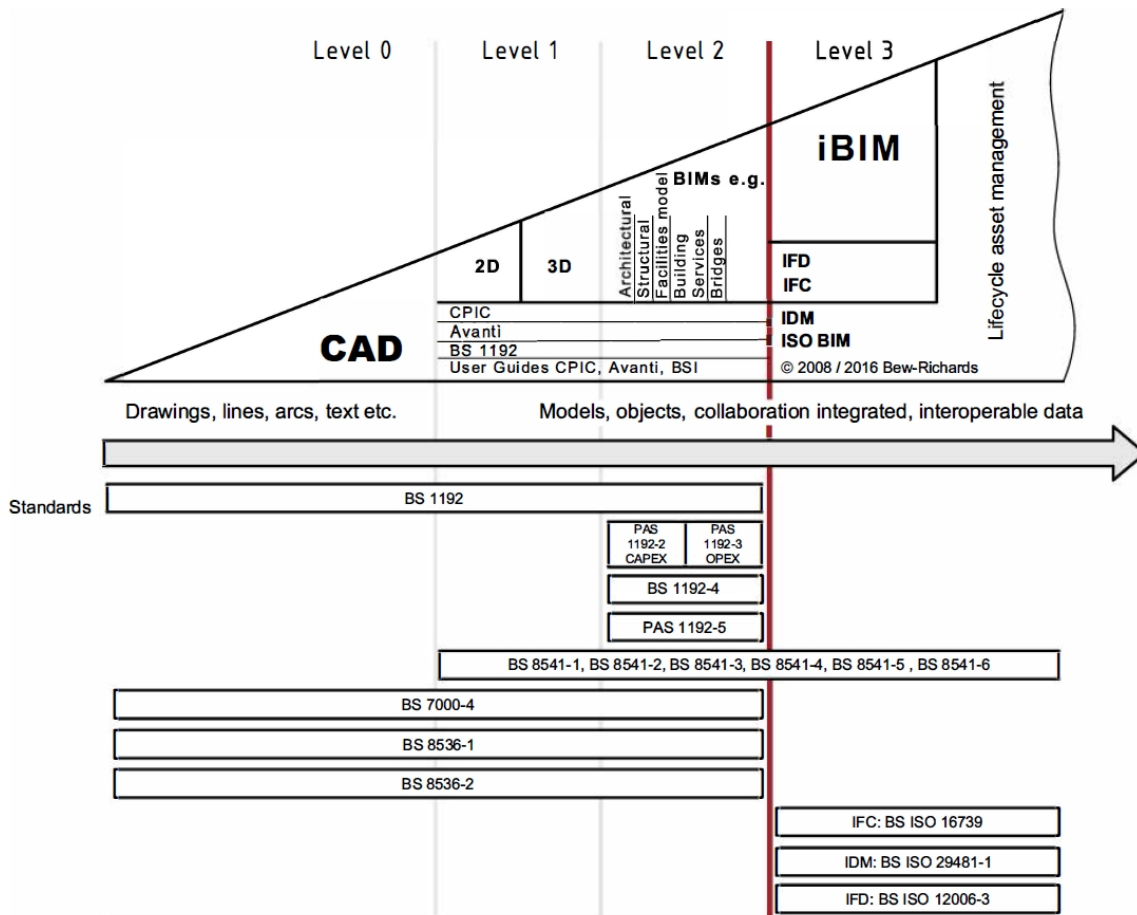 Level 0
Level 1
Level 2
Level 3
iBIM
Lifecycle asset management
BIMs e.g.
Architectural
Structural
Facilities model
Building
Services
Bridges
2D
3D
IFD
IFC
CPIC
IDM
Avanti
ISO BIM
CAD
BS 1192
User Guides CPIC, Avanti, BSI
© 2008 / 2016 Bew-Richards
Drawings, lines, arcs, text etc.
Models, objects, collaboration integrated, interoperable data
Standards
BS 1192
PAS
1192-2
CAPEX
PAS
1192-3
OPEX
BS 1192-4
PAS 1192-5
BS 8541-1, BS 8541-2, BS 8541-3, BS 8541-4, BS 8541-5 , BS 8541-6
BS 7000-4
BS 8536-1
BS 8536-2
IFC: BS ISO 16739
IDM: BS ISO 29481-1
IFD: BS ISO 12006-3